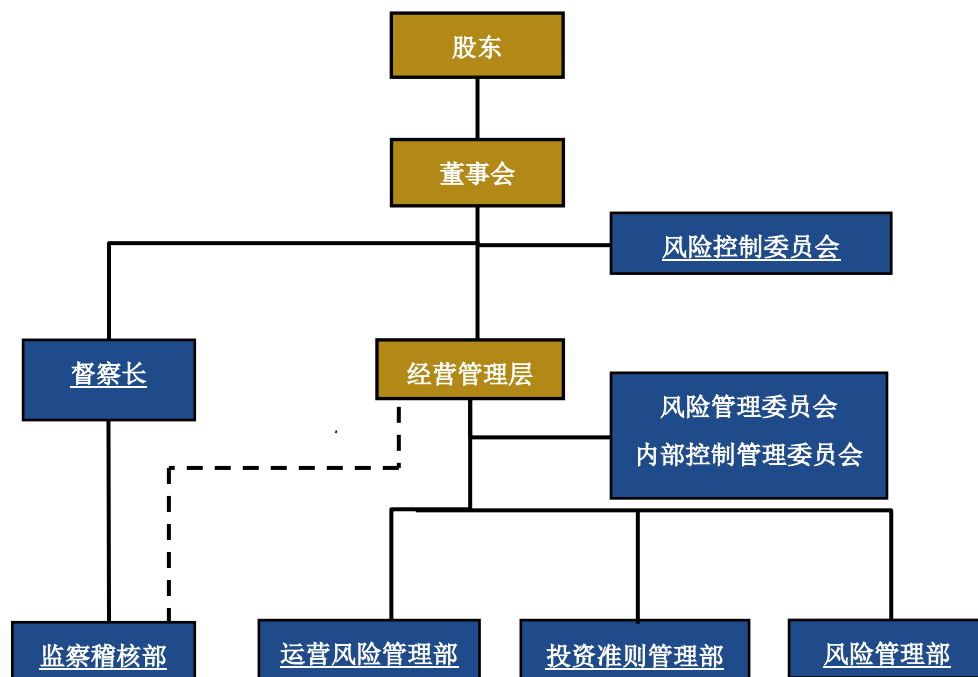 股东
董事会
风险控制委员会
督察长
经营管理层
风险管理委员会
内部控制管理委员会
监察稽核部
运营风险管理部
投资准则管理部
风险管理部